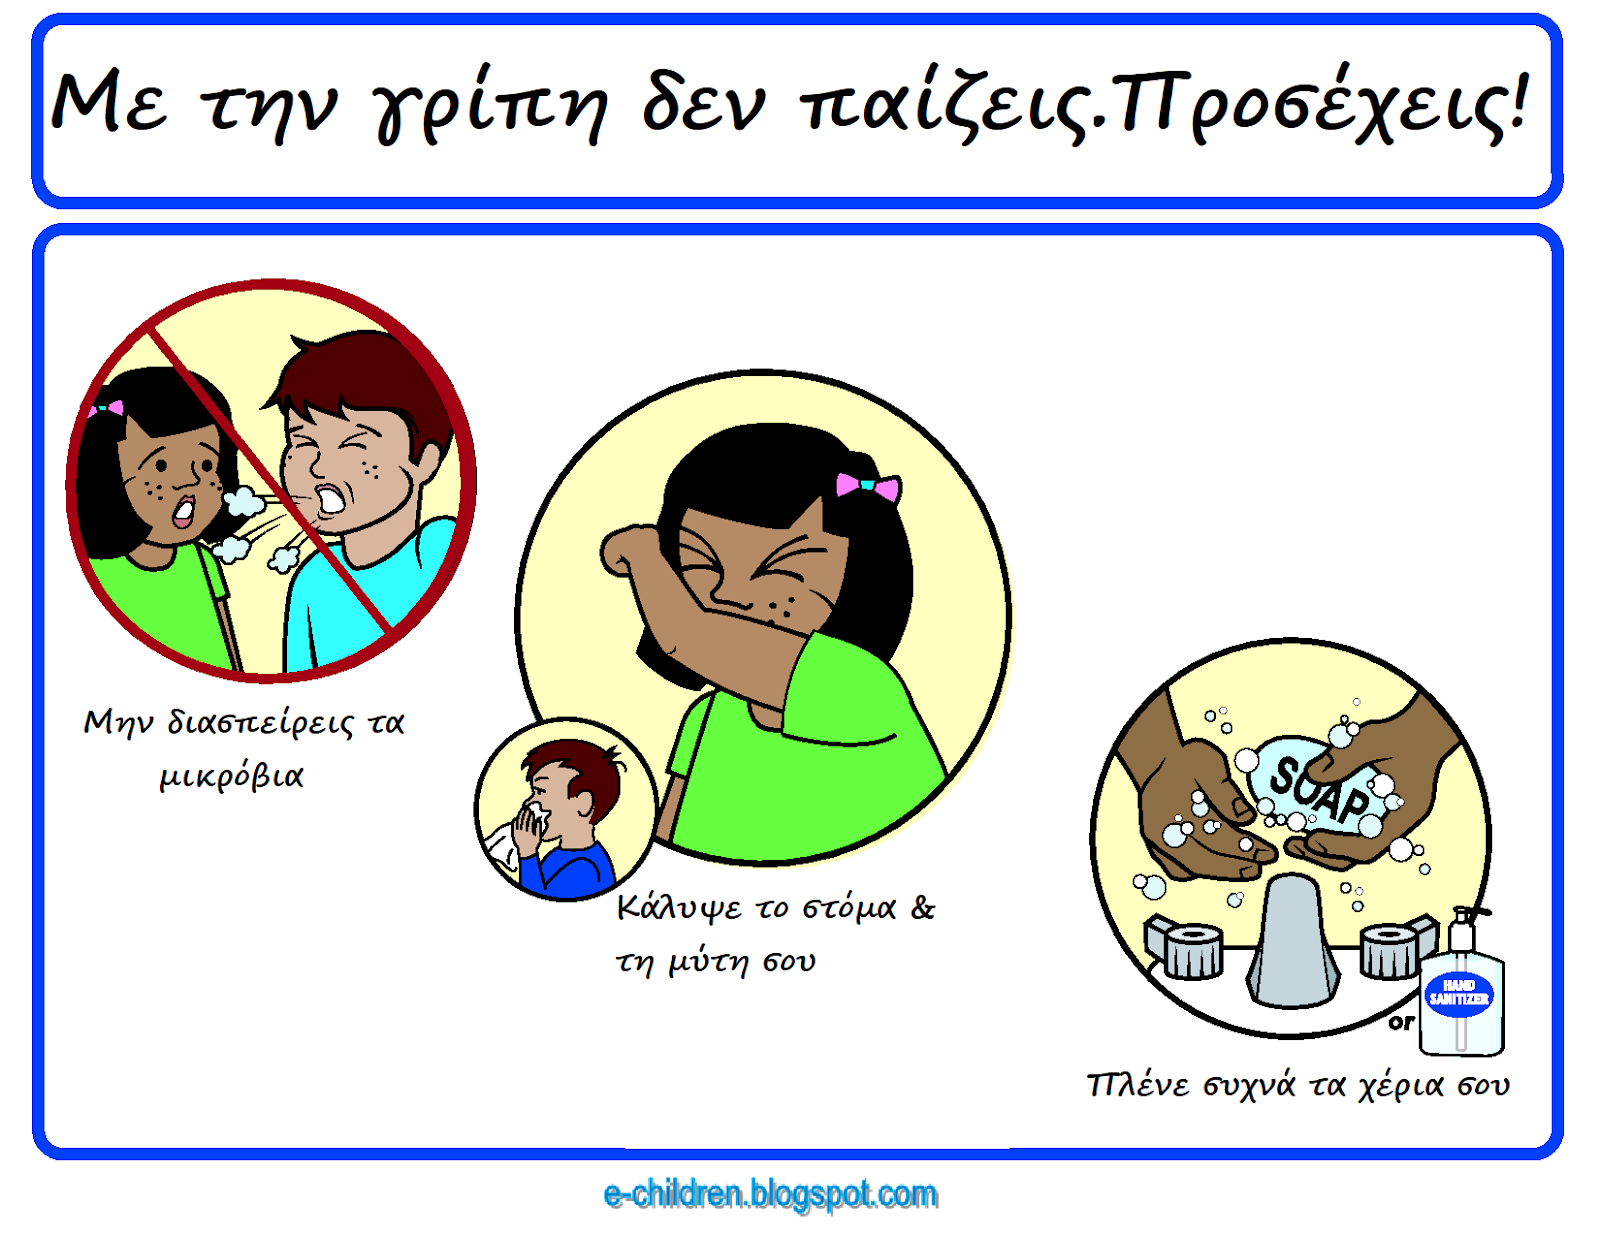 Με την γρίπη δεν παίζεις.Προσέχεις!
Μην διασπείρεις τα
μικρόβια
Κάλυψε το στόμα &
τη μύτη σου
SOAP
HAND
SANITIZER
or
Πλένε συχνά τα χέρια σου
e-children.blogspot.com